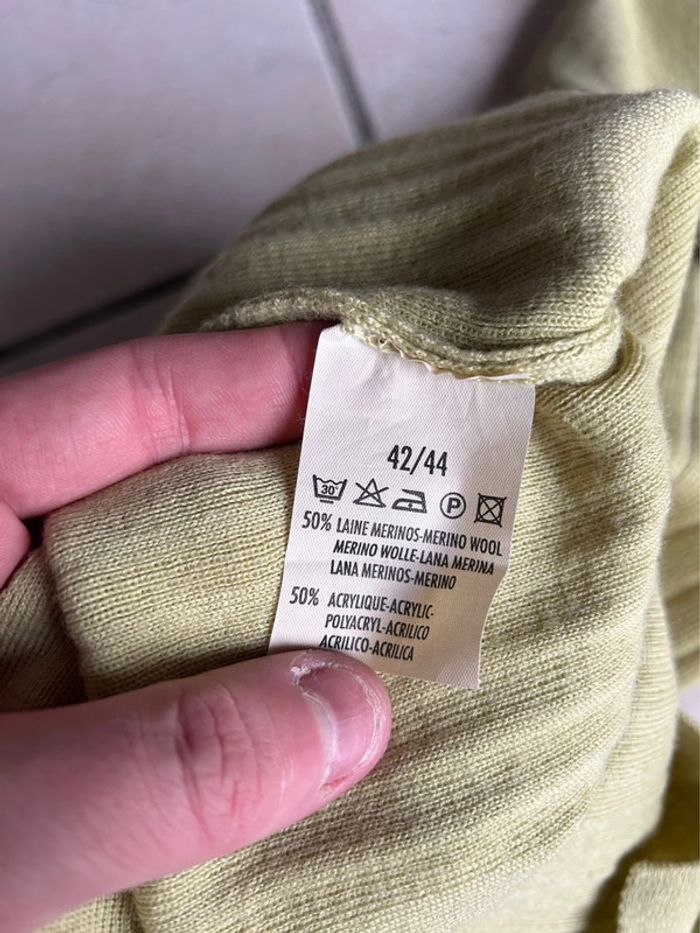 42/44
30°
P
50% LAINE MERINOS-MERINO WOOL
MERINO WOLLE-LANA MERINA
LANA MERINOS-MERINO
50% ACRYLIQUE-ACRYLIC-
POLYACRYL-ACRILICO
ACRILICO-ACRILICA